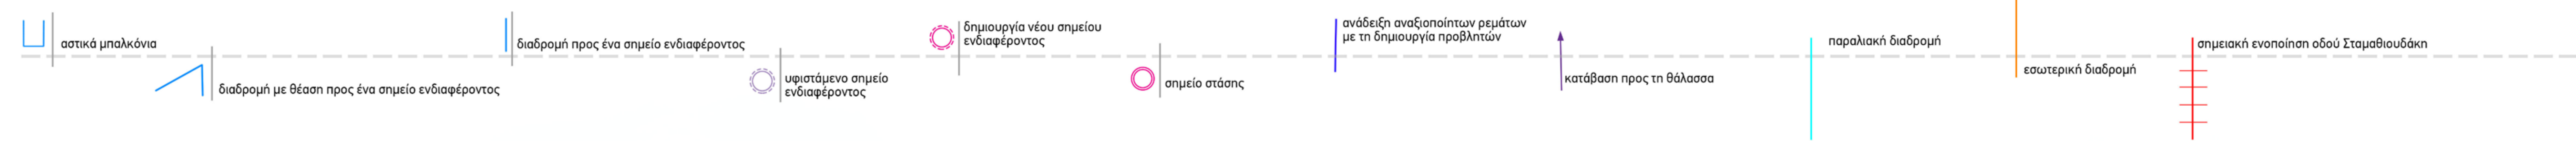 αστικά μπαλκόνια
διαδρομή με θέαση προς ένα σημείο ενδιαφέροντος
διαδρομή προς ένα σημείο ενδιαφέροντος
υφιστάμενο σημείο
ενδιαφέροντος
δημιουργία νέου σημείου
ενδιαφέροντος
σημείο στάσης
ανάδειξη αναξιοποίητων ρεμάτων
με τη δημιουργία προβλητών
κατάβαση προς τη θάλασσα
παραλιακή διαδρομή
εσωτερική διαδρομή
σημειακή ενοποίηση οδού Σταμαθιουδάκη